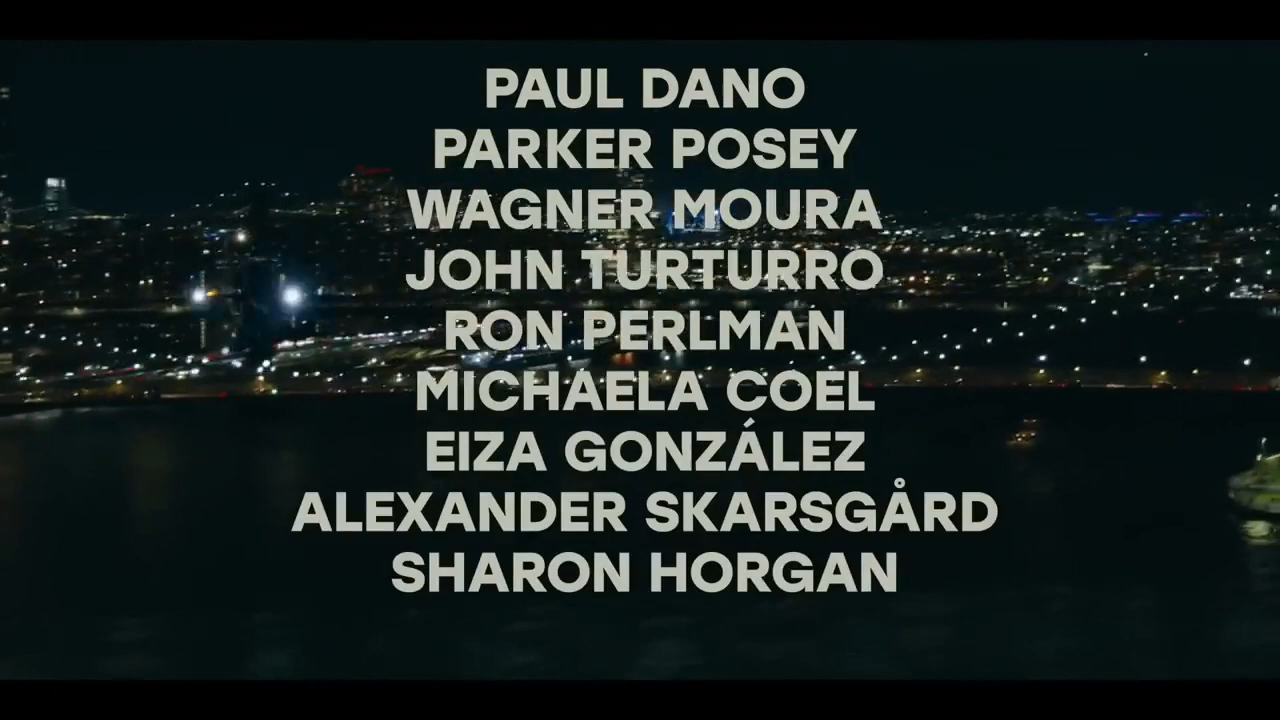 PAUL DANO
PARKER POSEY
WAGNER MOURA
JOHN TURTURRO
RON PERLMAN
MICHAELA COEL
EIZA GONZÁLEZ
ALEXANDER SKARSGÅRD
SHARON HORGAN